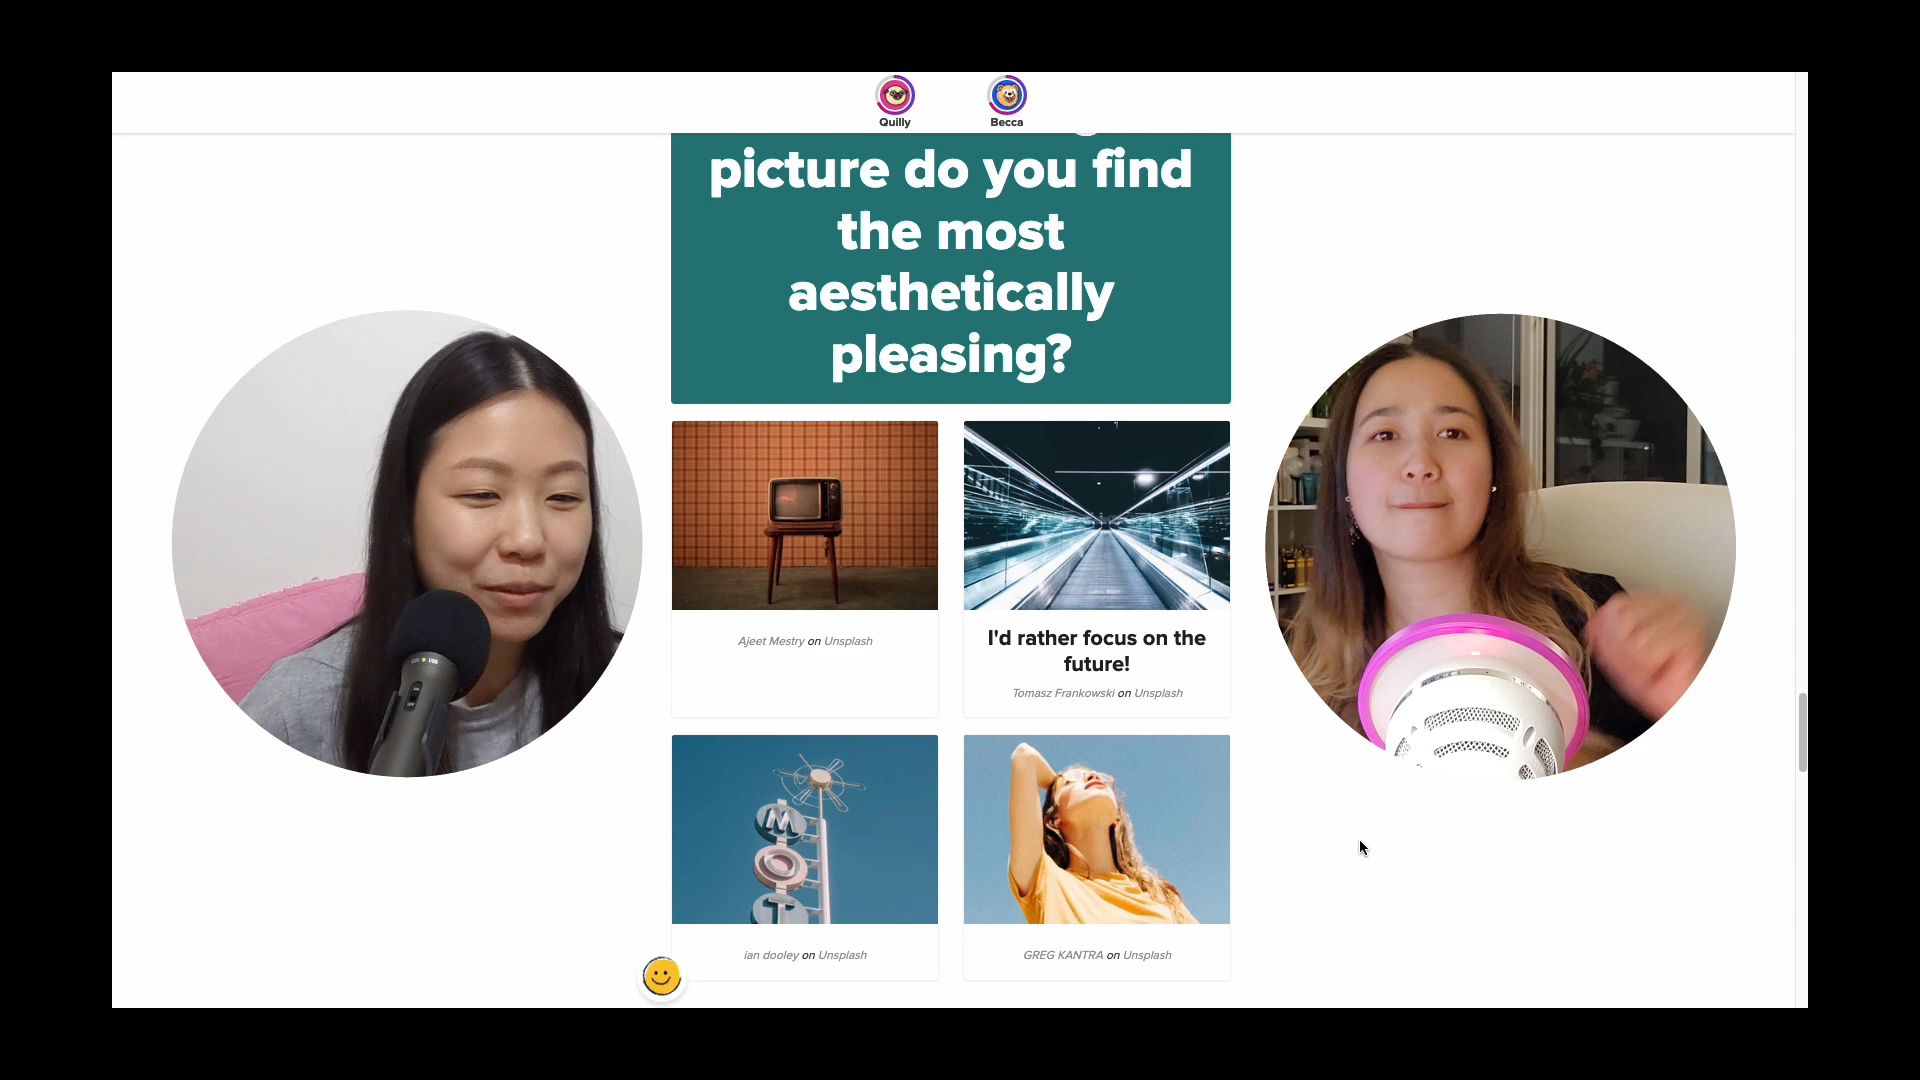 Quilly
Becca
picture do you find
the most
aesthetically
pleasing?
Ajeet Mestry on Unsplash
I'd rather focus on the
future!
Tomasz Frankowski on Unsplash
M
O
T
ian dooley on Unsplash
GREG KANTRA on Unsplash